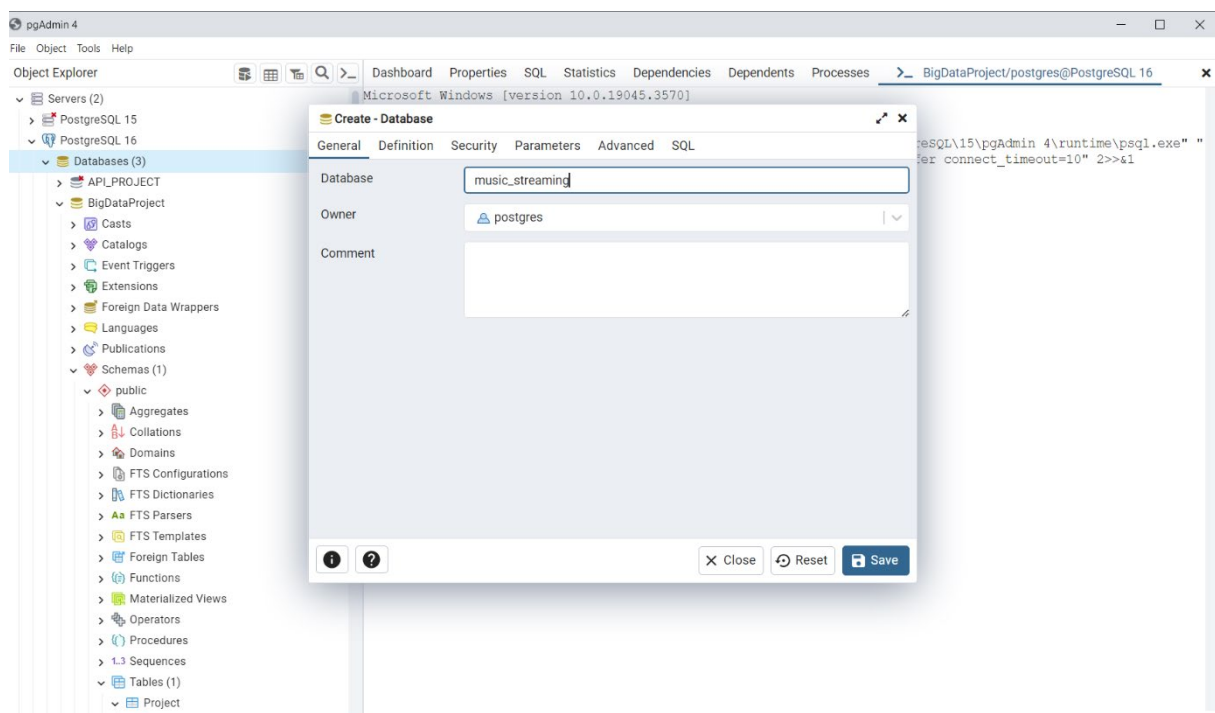 pgAdmin 4
File Object Tools Help
Object Explorer
Dashboard Properties SQL Statistics Dependencies Dependents Processes BigDataProject/postgres@PostgreSQL 16
Servers (2)
PostgreSQL 15
PostgreSQL 16
Databases (3)
API_PROJECT
BigDataProject
Casts
Catalogs
Event Triggers
Extensions
Foreign Data Wrappers
Languages
Publications
Schemas (1)
public
Aggregates
Collations
Domains
FTS Configurations
FTS Dictionaries
FTS Parsers
FTS Templates
Foreign Tables
Functions
Materialized Views
Operators
Procedures
1..3 Sequences
Tables (1)
Project
Microsoft Windows [version 10.0.19045.3570]
eSQL\15\pgAdmin 4\runtime\psql.exe" "
fer connect_timeout=10" 2>>&1
Create - Database
General Definition Security Parameters Advanced SQL
Database music_streaming
Owner postgres
Comment
Close Reset Save